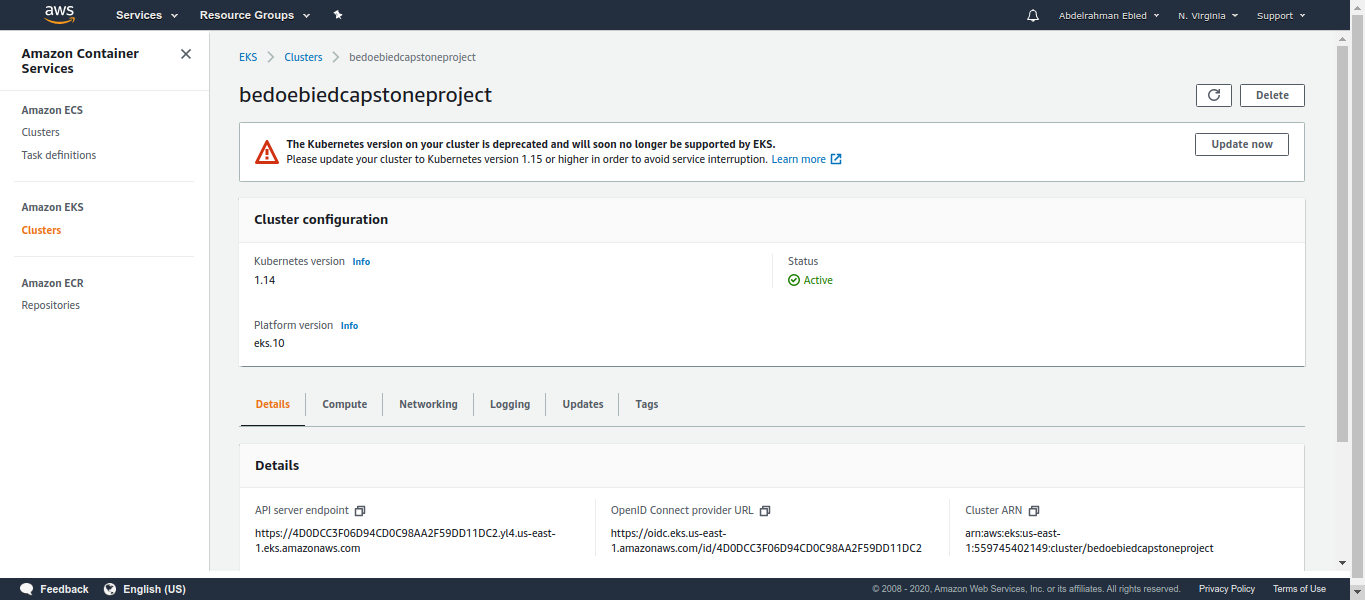 aws Services Resource Groups Abdelrahman Ebied N. Virginia Support
Amazon Container
Services
Amazon ECS
Clusters
Task definitions
Amazon EKS
Clusters
Amazon ECR
Repositories
EKS Clusters bedoebiedcapstoneproject
bedoebiedcapstoneproject
Delete
The Kubernetes version on your cluster is deprecated and will soon no longer be supported by EKS.
Please update your cluster to Kubernetes version 1.15 or higher in order to avoid service interruption. Learn more
Update now
Cluster configuration
Kubernetes version Info
1.14
Status
Active
Platform version Info
eks.10
Details Compute Networking Logging Updates Tags
Details
API server endpoint
https://4D0DCC3F06D94CD0C98AA2F59DD11DC2.yl4.us-east-
1.eks.amazonaws.com
OpenID Connect provider URL
https://oidc.eks.us-east-
1.amazonaws.com/id/4D0DCC3F06D94CD0C98AA2F59DD11DC2
Cluster ARN
arn:aws:eks:us-east-
1:559745402149:cluster/bedoebiedcapstoneproject
Feedback English (US) © 2008 - 2020, Amazon Web Services, Inc. or its affiliates. All rights reserved. Privacy Policy Terms of Use